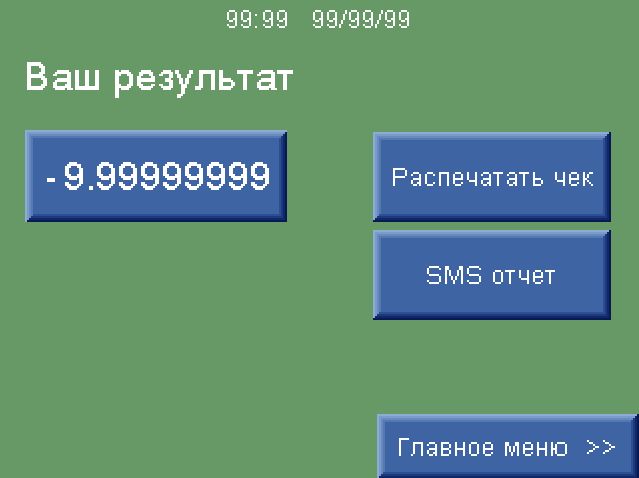 99:99 99/99/99
Ваш результат
- 9.99999999
Распечатать чек
SMS отчет
Главное меню >>